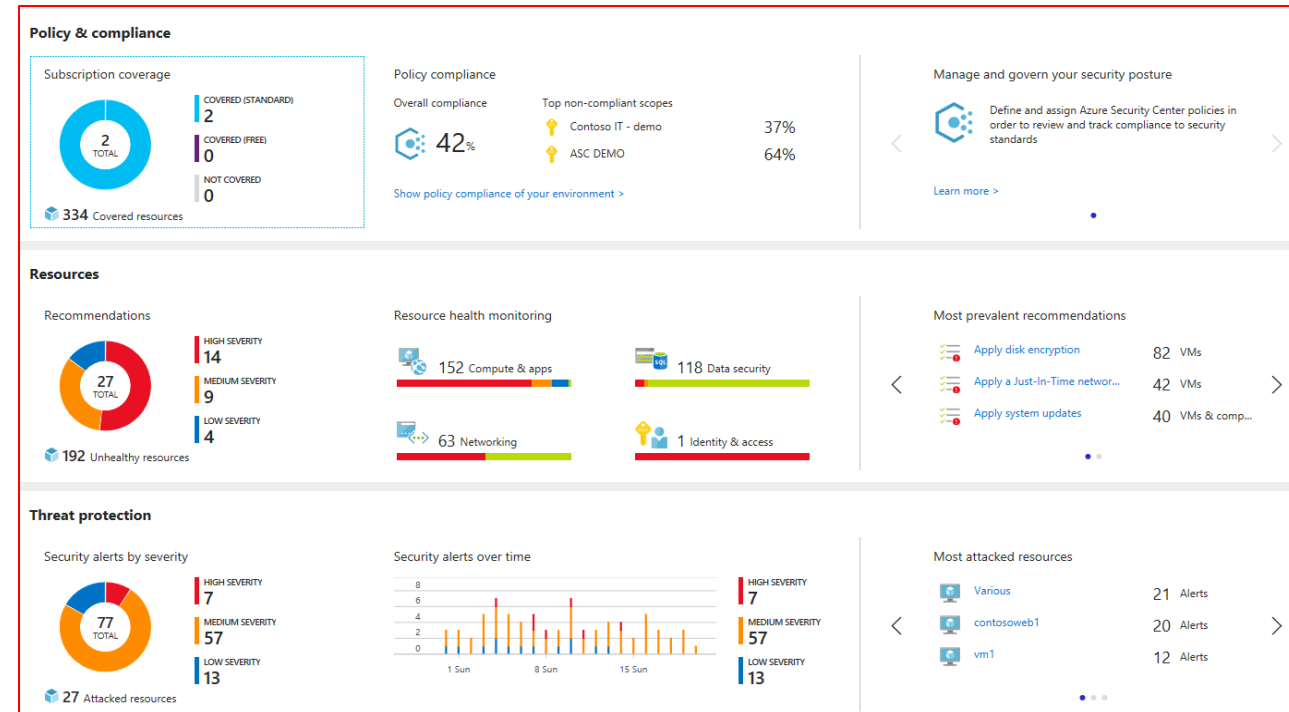 Policy & compliance
Subscription coverage
2
TOTAL
COVERED (STANDARD)
2
COVERED (FREE)
0
NOT COVERED
0
334 Covered resources
Policy compliance
Overall compliance
42%
Top non-compliant scopes
Contoso IT - demo 37%
ASC DEMO 64%
Show policy compliance of your environment >
Manage and govern your security posture
Define and assign Azure Security Center policies in
order to review and track compliance to security
standards
Learn more >
Resources
Recommendations
27
TOTAL
HIGH SEVERITY
14
MEDIUM SEVERITY
9
LOW SEVERITY
4
192 Unhealthy resources
Resource health monitoring
152 Compute & apps
SQL
118 Data security
63 Networking
1 Identity & access
Most prevalent recommendations
Apply disk encryption 82 VMs
Apply a Just-In-Time networ... 42 VMs
Apply system updates 40 VMs & comp...
Threat protection
Security alerts by severity
77
TOTAL
HIGH SEVERITY
7
MEDIUM SEVERITY
57
LOW SEVERITY
13
27 Attacked resources
Security alerts over time
8
6
4
2
0
1 Sun 8 Sun 15 Sun
HIGH SEVERITY
7
MEDIUM SEVERITY
57
LOW SEVERITY
13
Most attacked resources
Various 21 Alerts
contosoweb1 20 Alerts
vm1 12 Alerts